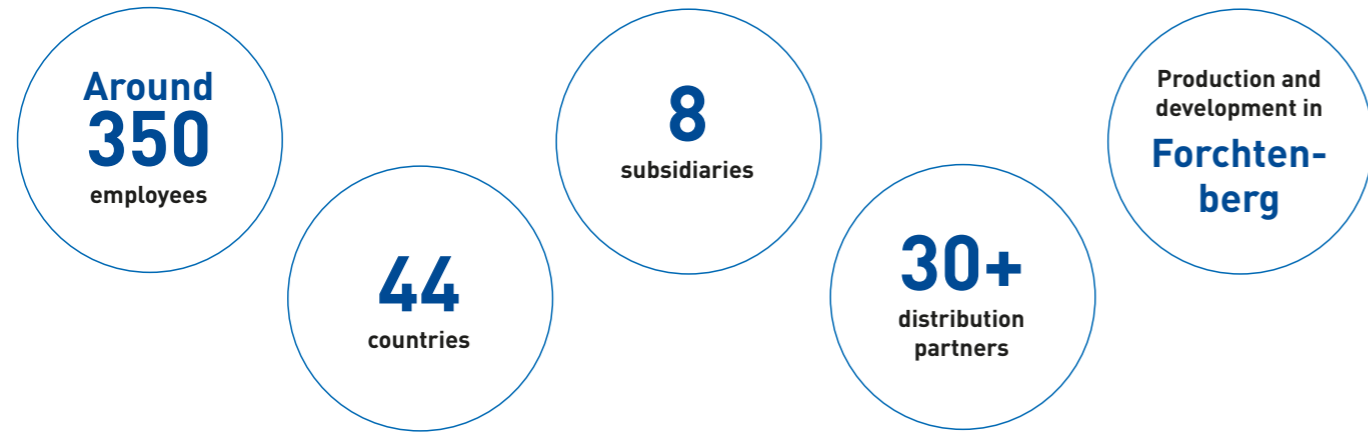 Around
350
employees
44
countries
8
subsidiaries
30+
distribution
partners
Production and
development in
Forchten-
berg